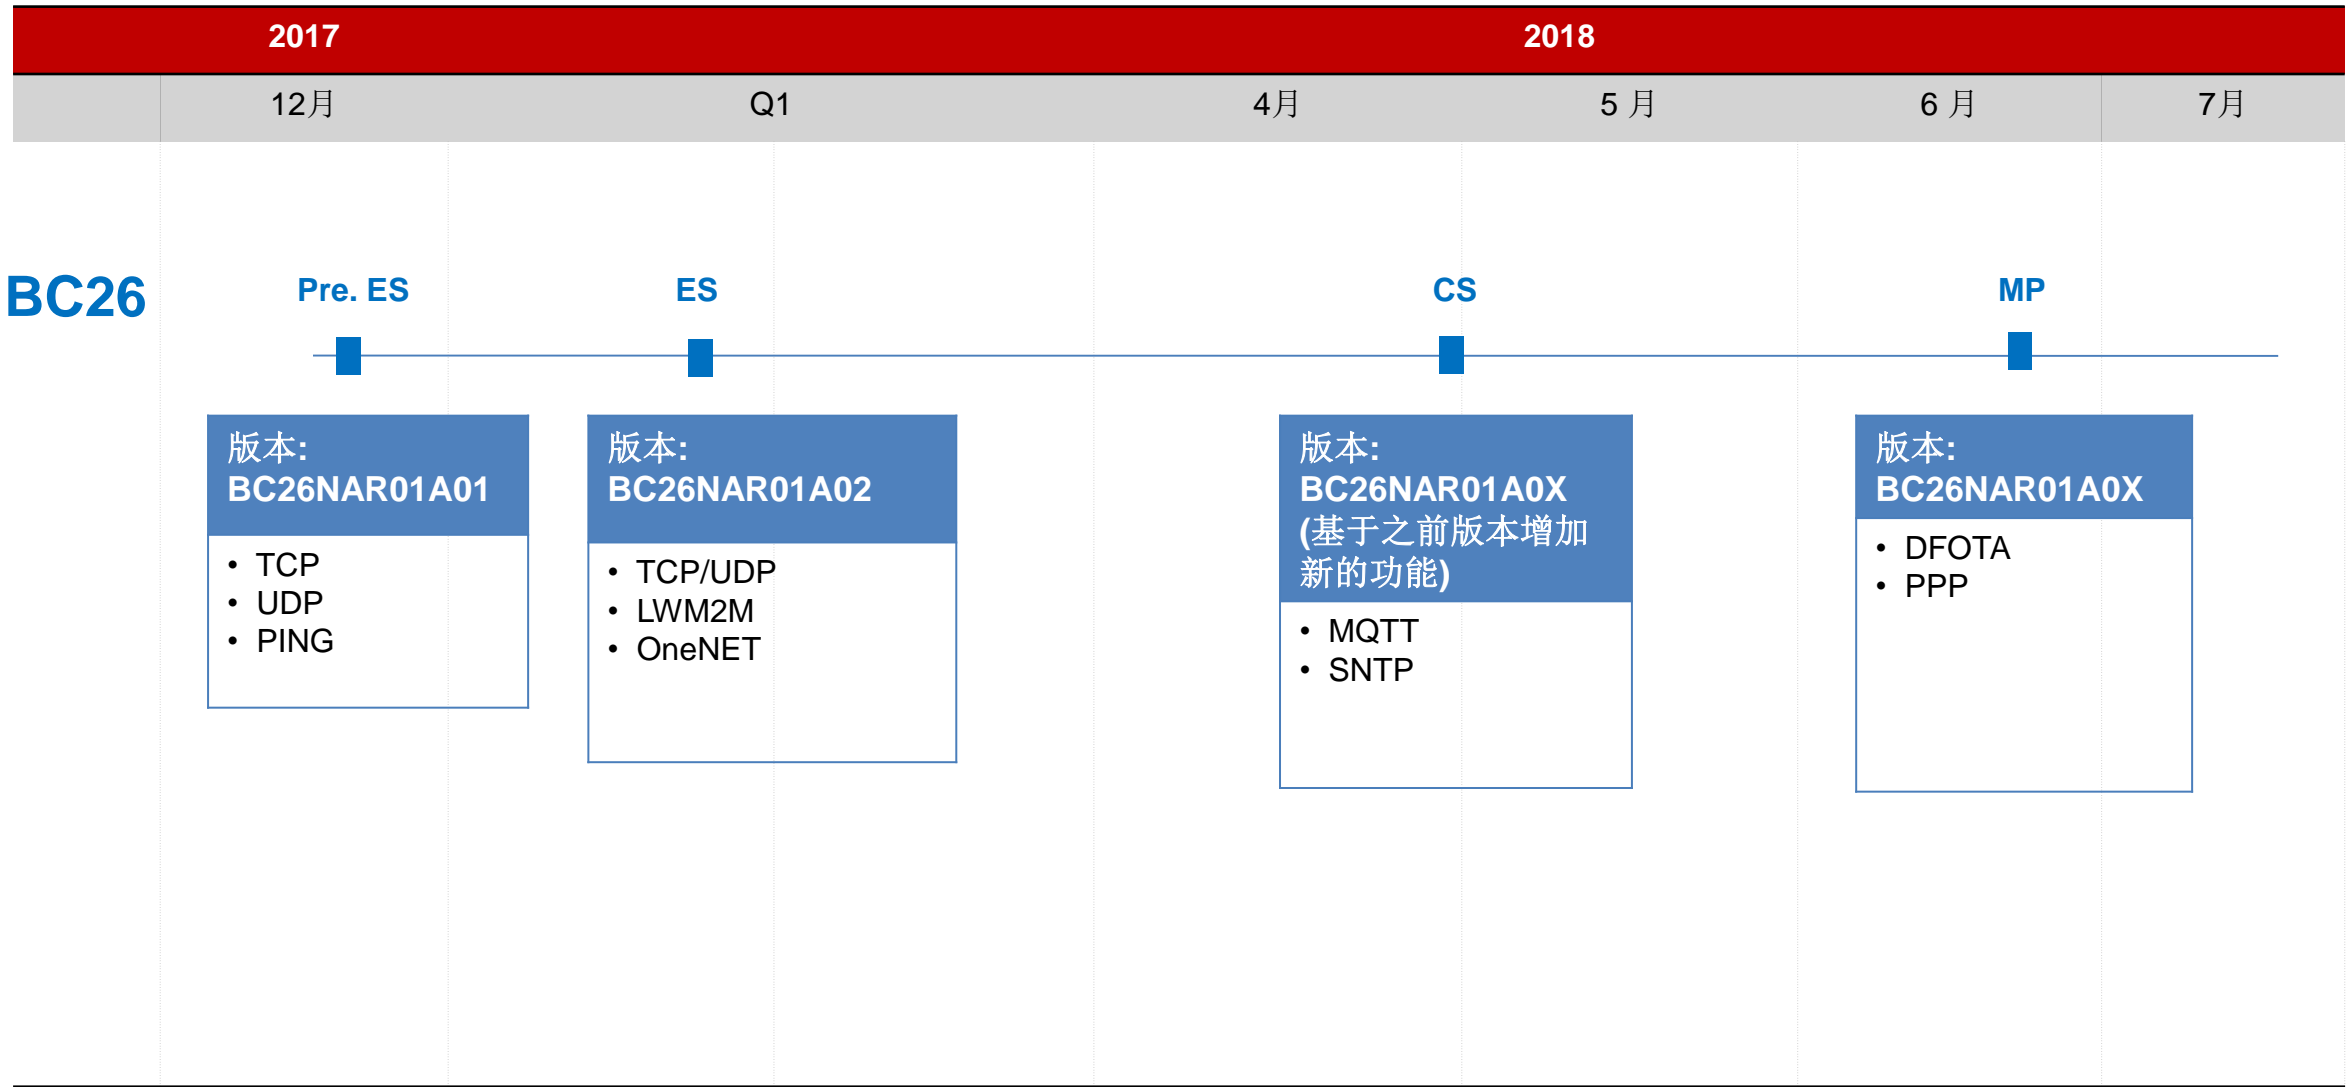 2017
2018
12月
Q1
4月
5 月
6 月
7月
BC26
Pre. ES
ES
CS
MP
版本:
BC26NAR01A01
• TCP
• UDP
• PING
版本:
BC26NAR01A02
• TCP/UDP
• LWM2M
• OneNET
版本:
BC26NAR01A0X
(基于之前版本增加
新的功能)
• MQTT
• SNTP
版本:
BC26NAR01A0X
• DFOTA
• PPP